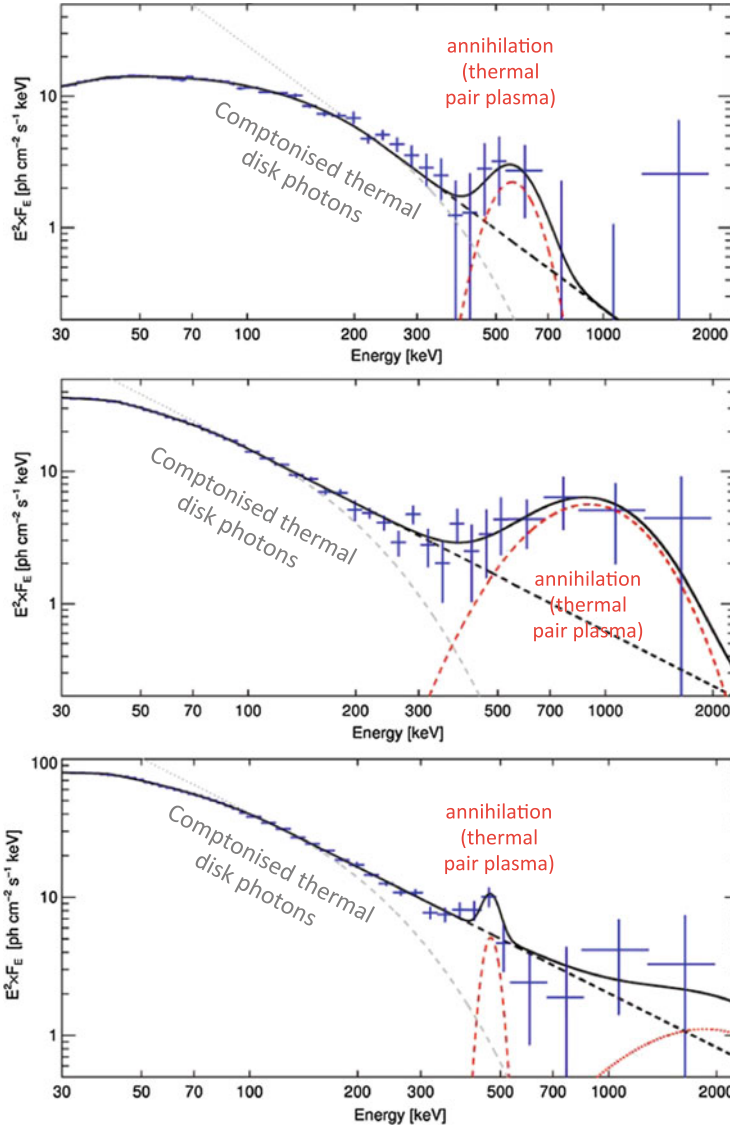 annihilation
(thermal
pair plasma)
Comptonised thermal
disk photons
E²×F_E [ph cm⁻² s⁻¹ keV]
10
1
30 50 70 100 200 300 500 700 1000 2000
Energy [keV]
Comptonised thermal
disk photons
annihilation
(thermal
pair plasma)
E²×F_E [ph cm⁻² s⁻¹ keV]
10
1
30 50 70 100 200 300 500 700 1000 2000
Energy [keV]
annihilation
(thermal
pair plasma)
Comptonised thermal
disk photons
E²×F_E [ph cm⁻² s⁻¹ keV]
100
10
1
30 50 70 100 200 300 500 700 1000 2000
Energy [keV]